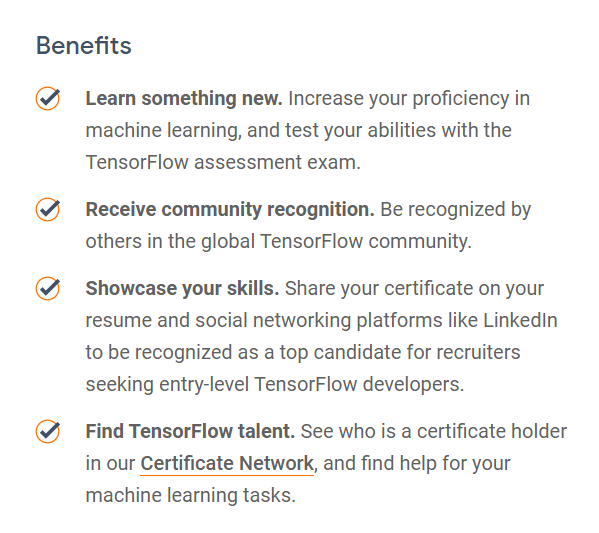 Benefits
Learn something new. Increase your proficiency in
machine learning, and test your abilities with the
TensorFlow assessment exam.
Receive community recognition. Be recognized by
others in the global TensorFlow community.
Showcase your skills. Share your certificate on your
resume and social networking platforms like LinkedIn
to be recognized as a top candidate for recruiters
seeking entry-level TensorFlow developers.
Find TensorFlow talent. See who is a certificate holder
in our Certificate Network, and find help for your
machine learning tasks.